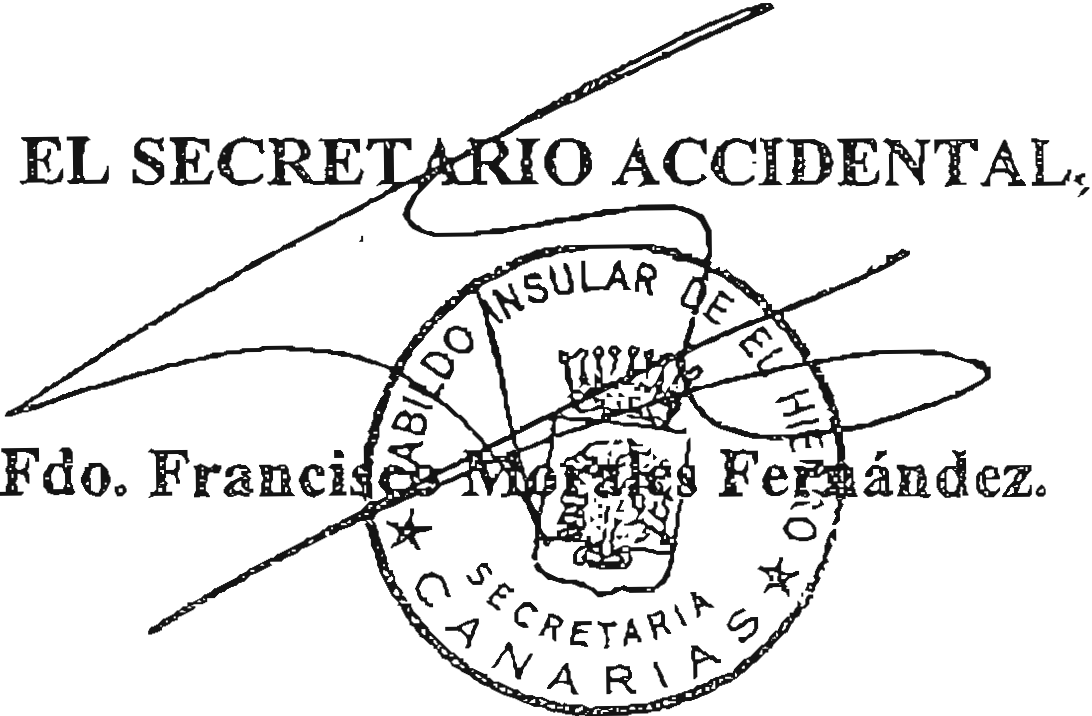 EL SECRETARIO ACCIDENTAL,
CABILDO INSULAR DE EL HIERRO
Fdo. Francisco Morales Fernández.
SECRETARIA
CANARIAS